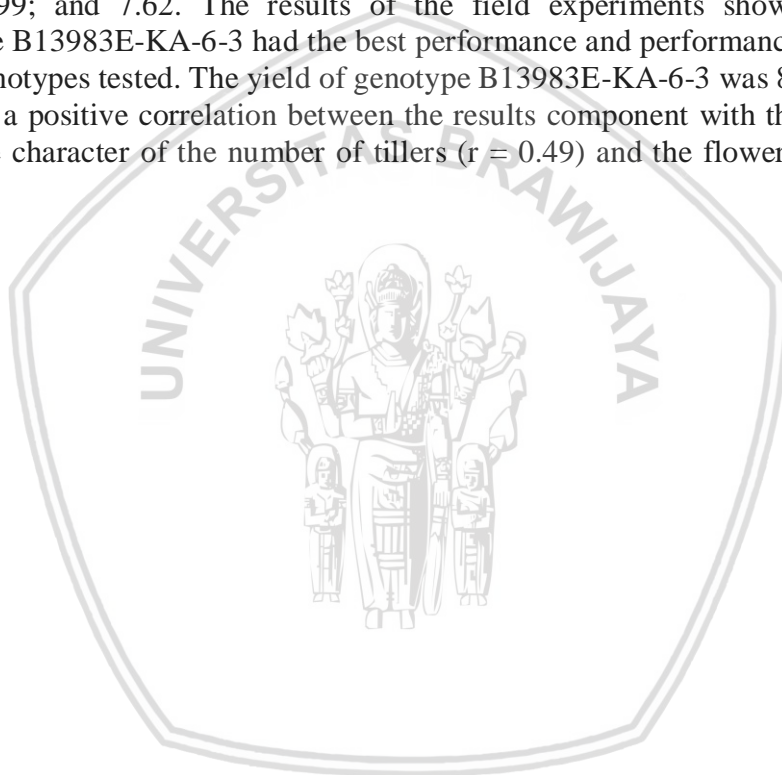 99; and 7.62. The results of the field experiments show
e B13983E-KA-6-3 had the best performance and performanc
notypes tested. The yield of genotype B13983E-KA-6-3 was 8
a positive correlation between the results component with th
character of the number of tillers (r = 0.49) and the flower
UNIVERSITAS BRAWIJAYA